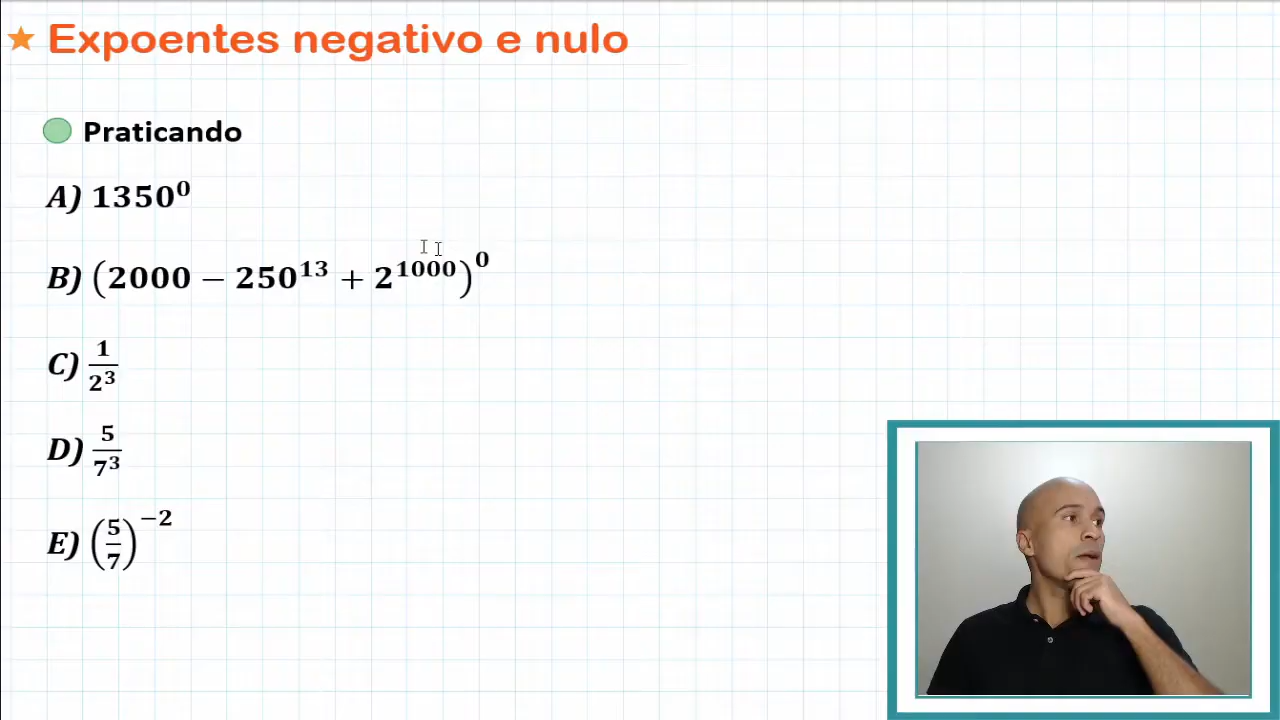 Expoentes negativo e nulo
Praticando
A) 1350⁰
B) (2000 − 250¹³ + 2¹⁰⁰⁰)⁰
C) 1/2³
D) 5/7³
E) (5/7)⁻²